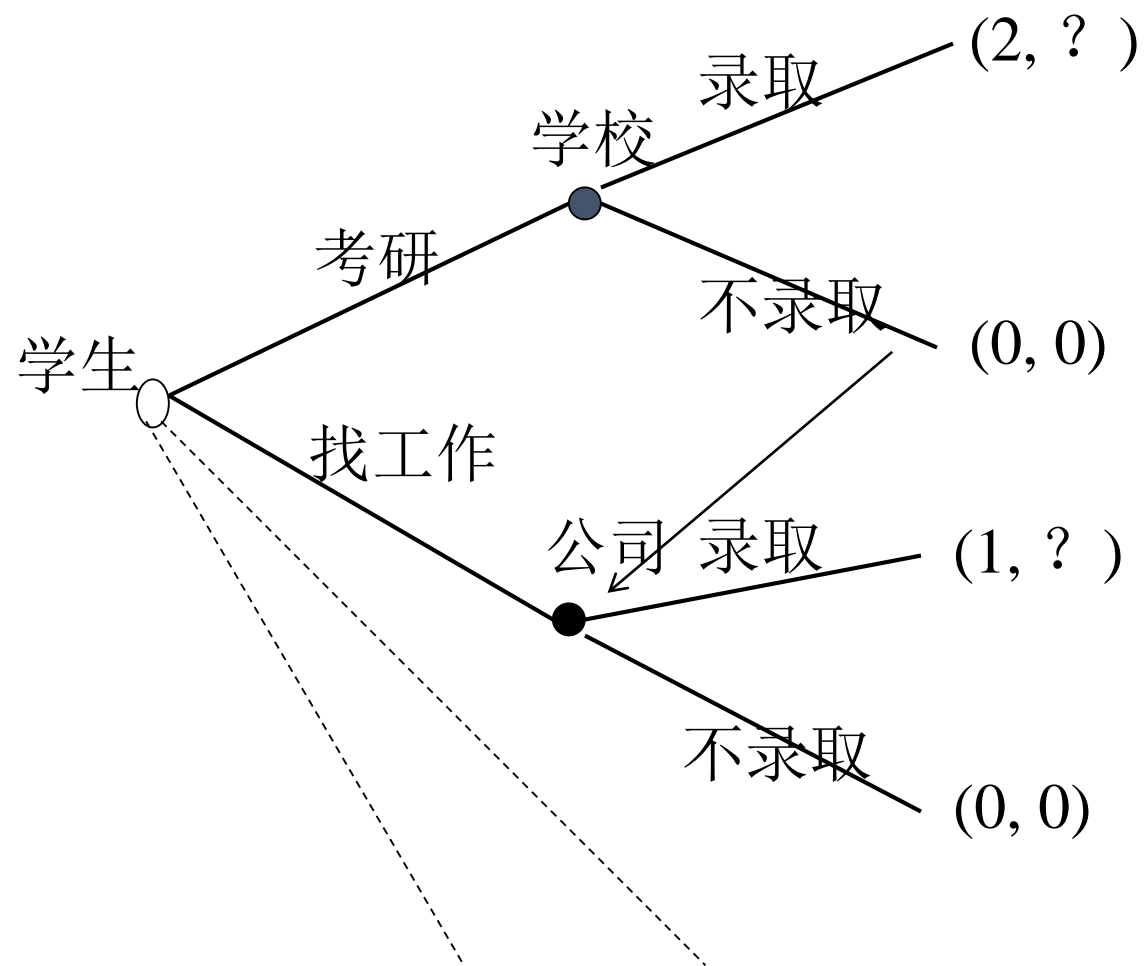 (2, ？)
录取
学校
考研
不录取
(0, 0)
学生
找工作
公司 录取
(1, ？)
不录取
(0, 0)